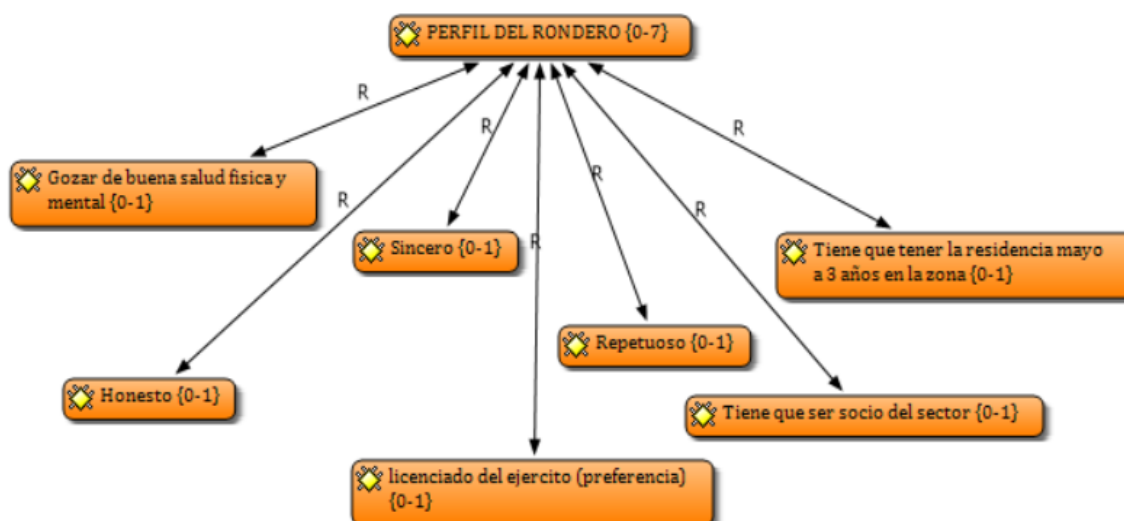 PERFIL DEL RONDERO {0-7}
R
R
R
R
R
R
R
Gozar de buena salud fisica y
mental {0-1}
Sincero {0-1}
Tiene que tener la residencia mayo
a 3 años en la zona {0-1}
Repetuoso {0-1}
Honesto {0-1}
Tiene que ser socio del sector {0-1}
licenciado del ejercito (preferencia)
{0-1}